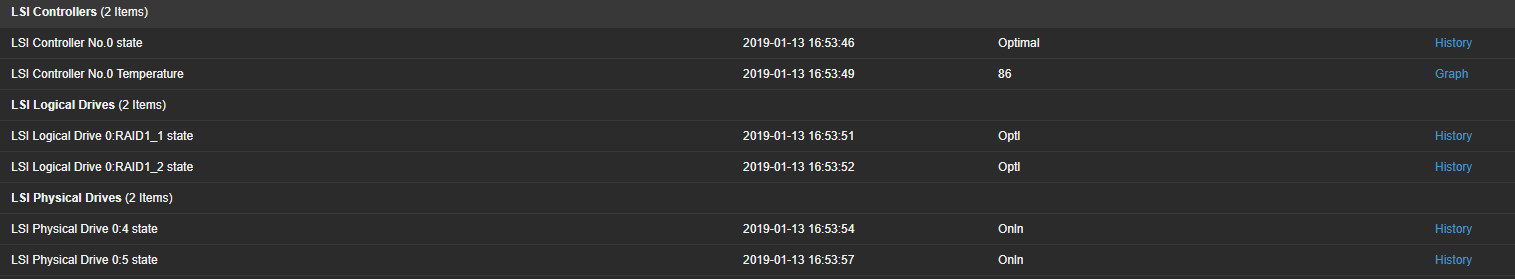 LSI Controllers (2 Items)
LSI Controller No.0 state 2019-01-13 16:53:46 Optimal History
LSI Controller No.0 Temperature 2019-01-13 16:53:49 86 Graph
LSI Logical Drives (2 Items)
LSI Logical Drive 0:RAID1_1 state 2019-01-13 16:53:51 Optl History
LSI Logical Drive 0:RAID1_2 state 2019-01-13 16:53:52 Optl History
LSI Physical Drives (2 Items)
LSI Physical Drive 0:4 state 2019-01-13 16:53:54 Onln History
LSI Physical Drive 0:5 state 2019-01-13 16:53:57 Onln History